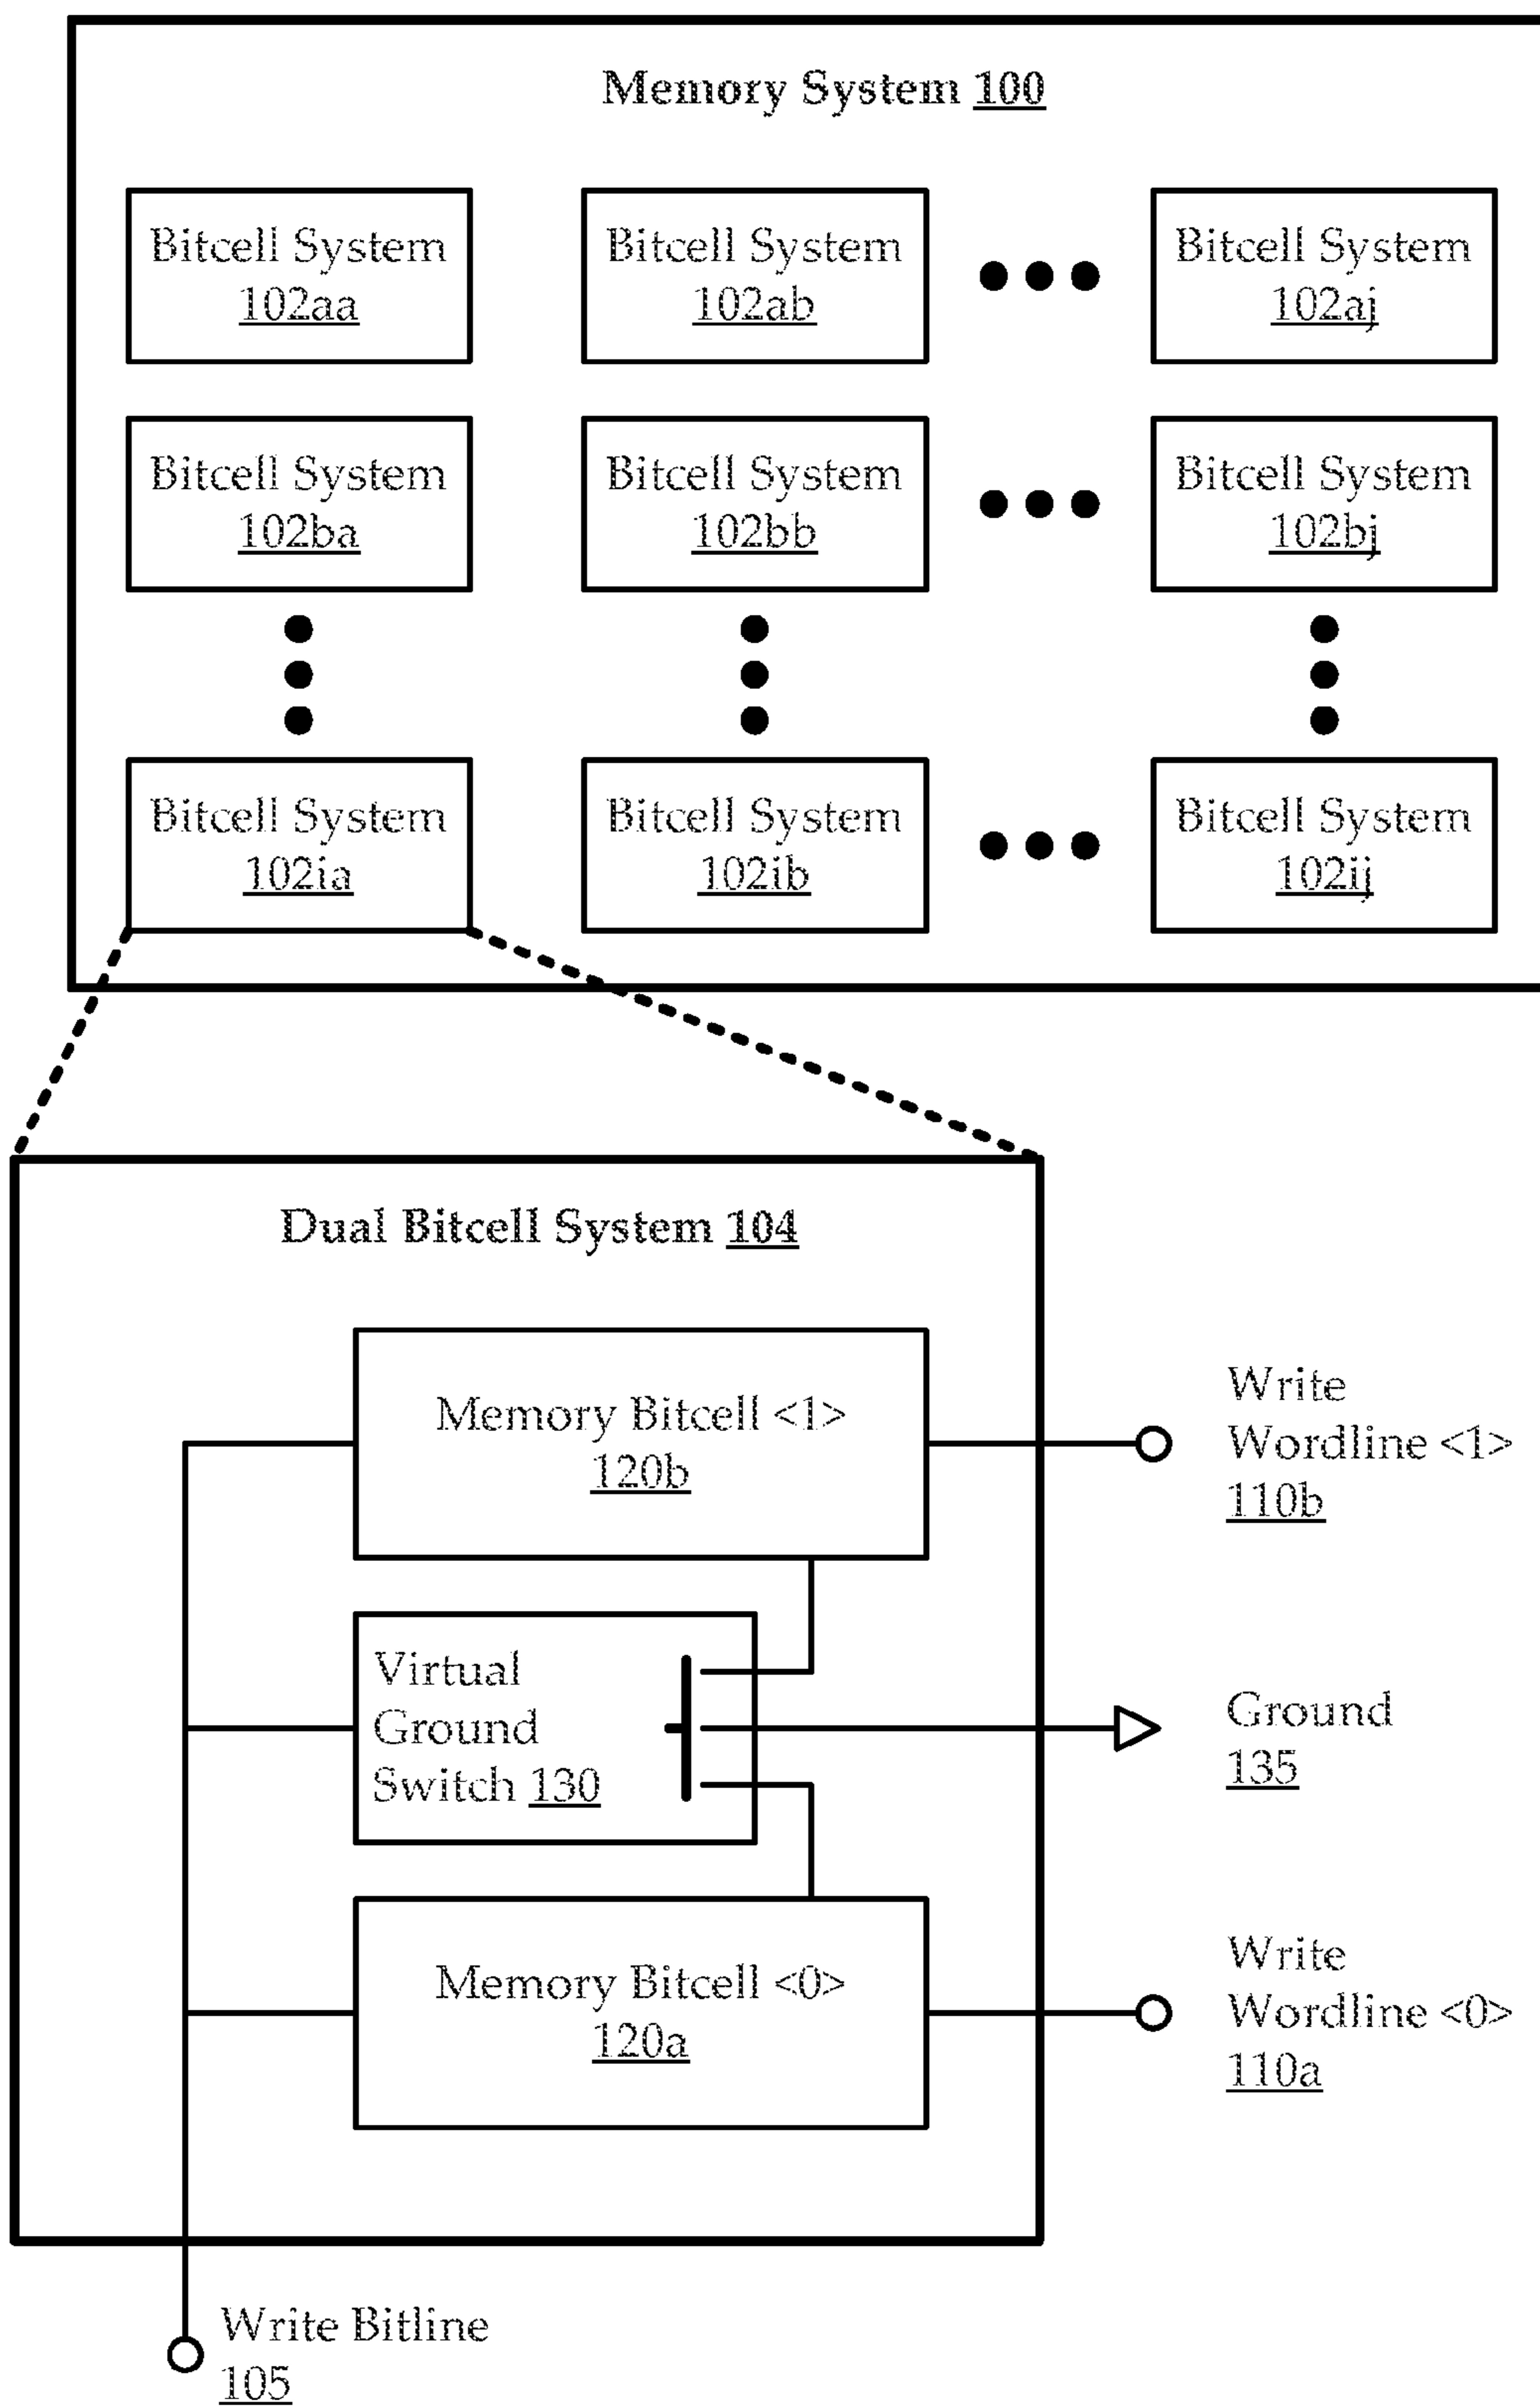 Memory System 100
Bitcell System
102aa
Bitcell System
102ab
Bitcell System
102aj
Bitcell System
102ba
Bitcell System
102bb
Bitcell System
102bj
Bitcell System
102ia
Bitcell System
102ib
Bitcell System
102ij
Dual Bitcell System 104
Memory Bitcell <1>
120b
Write
Wordline <1>
110b
Virtual
Ground
Switch 130
Ground
135
Memory Bitcell <0>
120a
Write
Wordline <0>
110a
Write Bitline
105